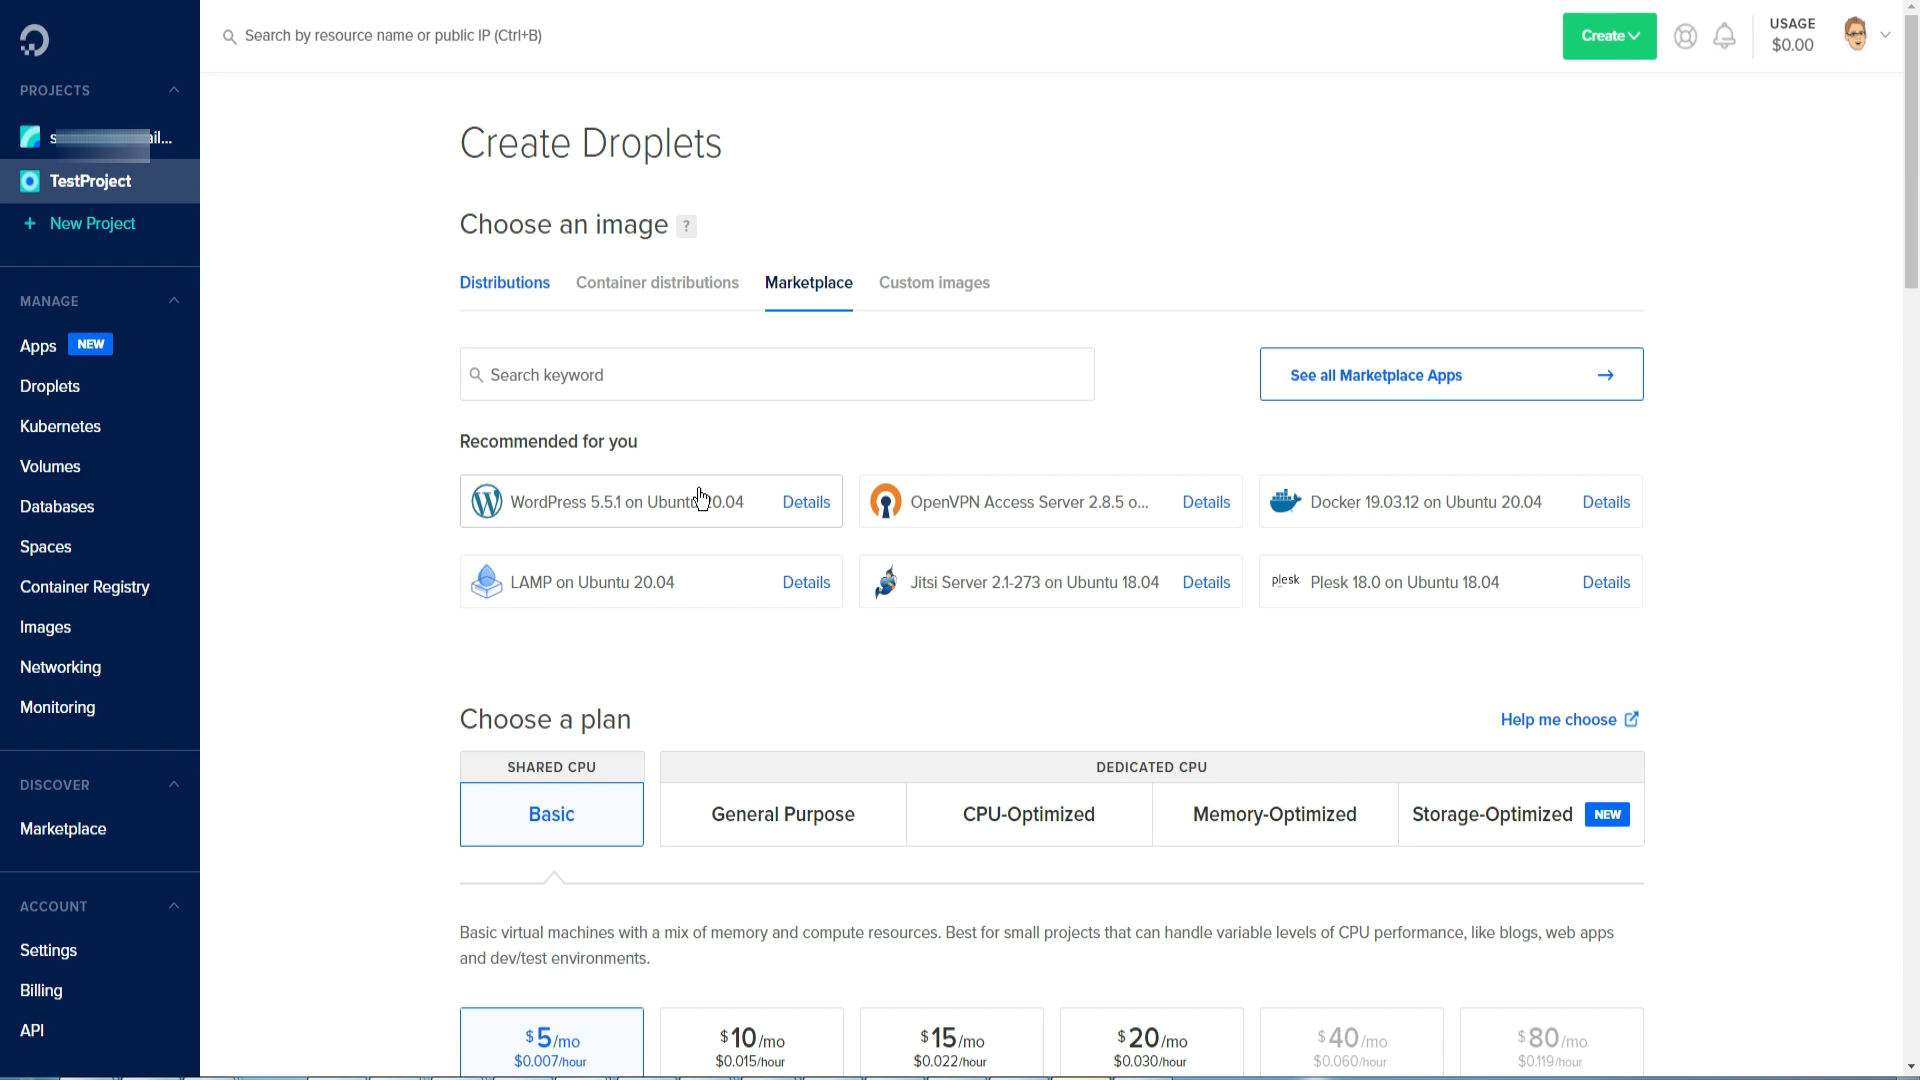 Search by resource name or public IP (Ctrl+B)
Create
USAGE
$0.00
PROJECTS
TestProject
+ New Project
MANAGE
Apps NEW
Droplets
Kubernetes
Volumes
Databases
Spaces
Container Registry
Images
Networking
Monitoring
DISCOVER
Marketplace
ACCOUNT
Settings
Billing
API
Create Droplets
Choose an image ?
Distributions Container distributions Marketplace Custom images
Search keyword
See all Marketplace Apps →
Recommended for you
WordPress 5.5.1 on Ubuntu 20.04 Details
OpenVPN Access Server 2.8.5 o... Details
Docker 19.03.12 on Ubuntu 20.04 Details
LAMP on Ubuntu 20.04 Details
Jitsi Server 2.1-273 on Ubuntu 18.04 Details
plesk Plesk 18.0 on Ubuntu 18.04 Details
Choose a plan
Help me choose
SHARED CPU
DEDICATED CPU
Basic
General Purpose
CPU-Optimized
Memory-Optimized
Storage-Optimized NEW
Basic virtual machines with a mix of memory and compute resources. Best for small projects that can handle variable levels of CPU performance, like blogs, web apps
and dev/test environments.
$5/mo
$0.007/hour
$10/mo
$0.015/hour
$15/mo
$0.022/hour
$20/mo
$0.030/hour
$40/mo
$0.060/hour
$80/mo
$0.119/hour